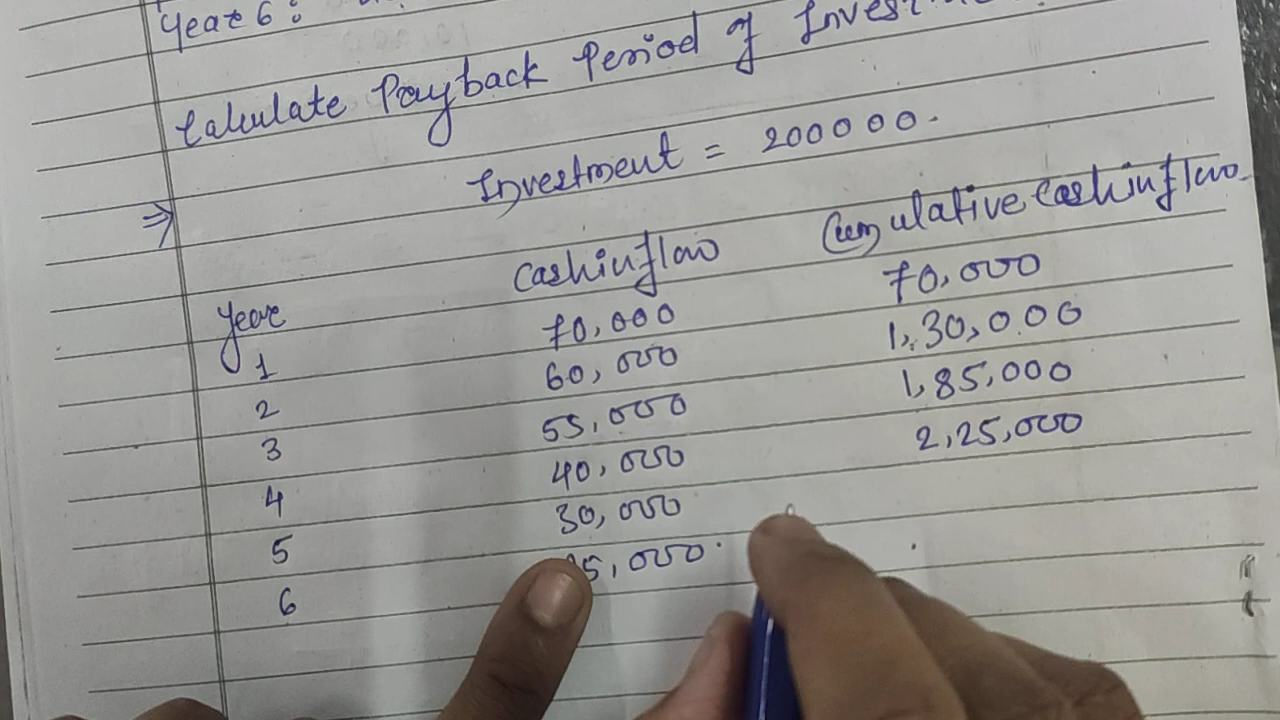 Year 6 :
Calculate Payback Period of
Investment = 200000.
⇒
Year Cashinflow Cumulative Cashinflow
1 70,000 70,000
2 60,000 1,30,000
3 55,000 1,85,000
4 40,000 2,25,000
5 30,000
6 5,000.